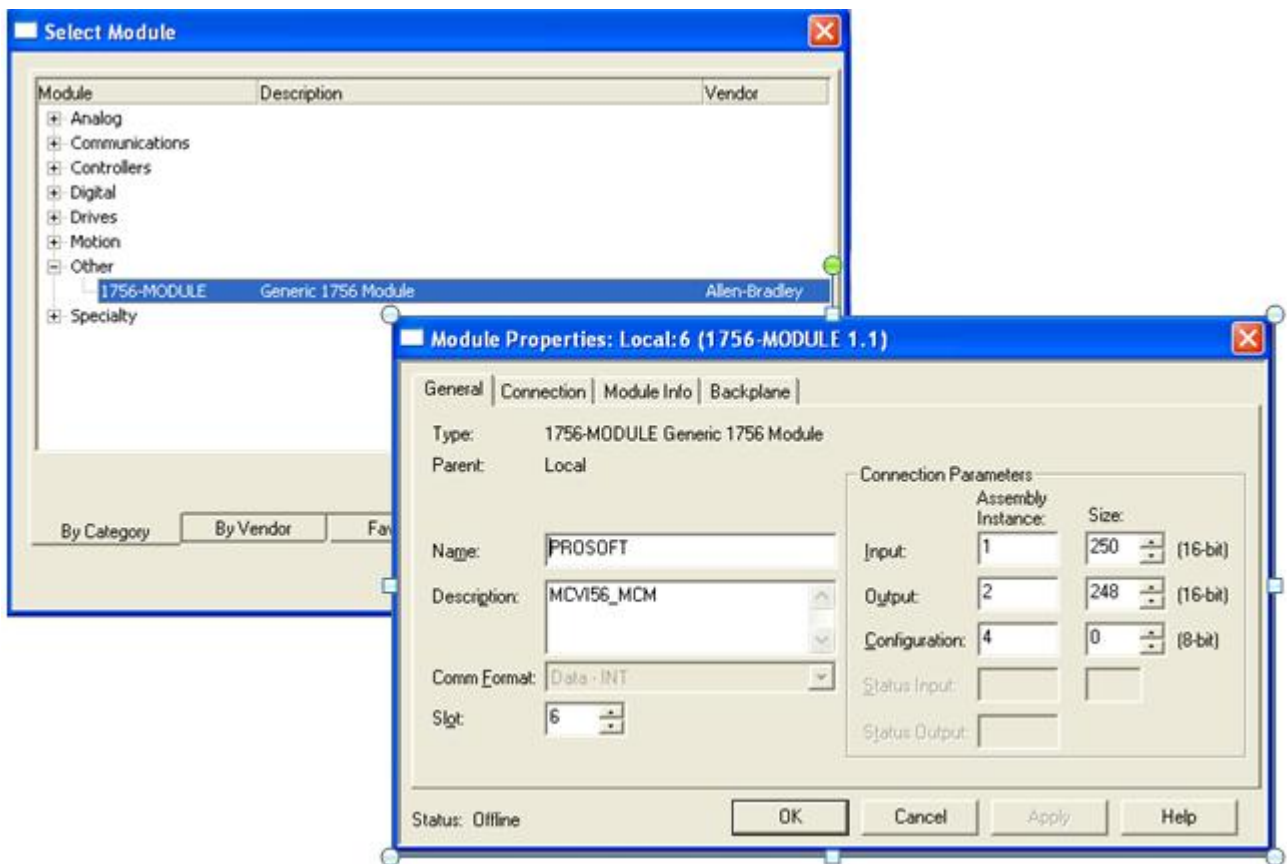 Select Module
Module Description Vendor
Analog
Communications
Controllers
Digital
Drives
Motion
Other
1756-MODULE Generic 1756 Module Allen-Bradley
Specialty
By Category By Vendor Fav
Module Properties: Local:6 (1756-MODULE 1.1)
General Connection Module Info Backplane
Type: 1756-MODULE Generic 1756 Module
Parent: Local
Connection Parameters
Assembly Instance: Size:
Name: PROSOFT
Input: 1 250 (16-bit)
Description: MCVI56_MCM
Output: 2 248 (16-bit)
Configuration: 4 0 (8-bit)
Comm Format: Data - INT
Status Input:
Slot: 6
Status Output:
Status: Offline
OK Cancel Apply Help